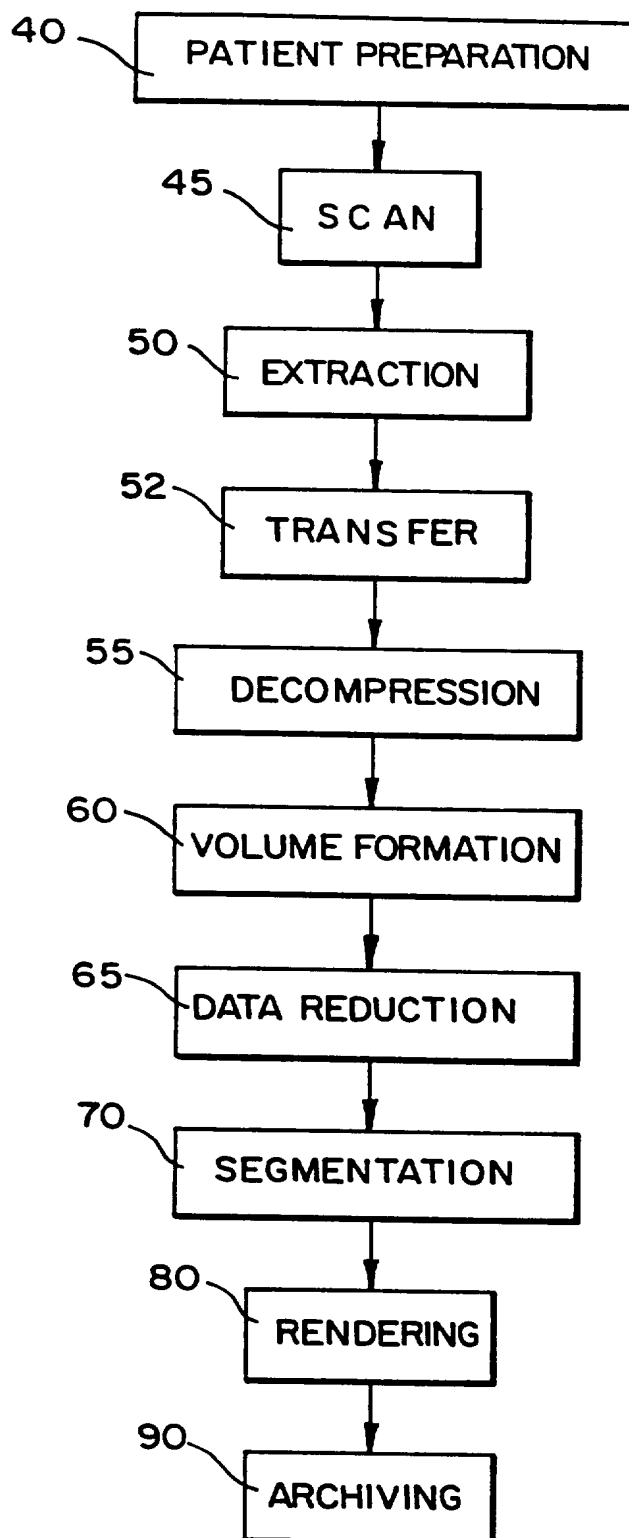 40 PATIENT PREPARATION
45 SCAN
50 EXTRACTION
52 TRANSFER
55 DECOMPRESSION
60 VOLUME FORMATION
65 DATA REDUCTION
70 SEGMENTATION
80 RENDERING
90 ARCHIVING